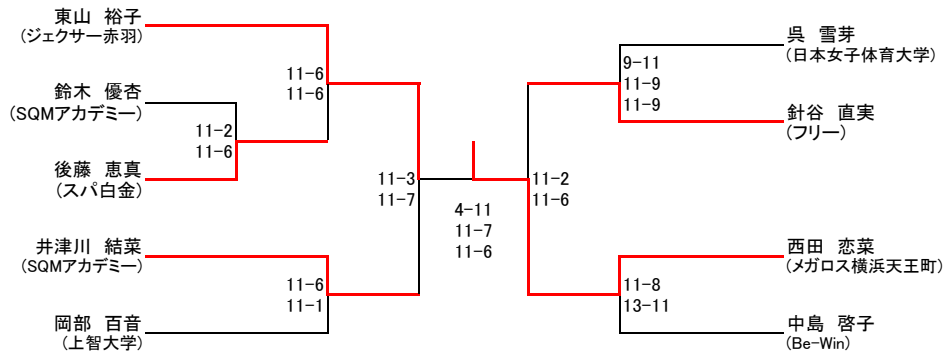 東山 裕子
(ジェクサー赤羽)
鈴木 優杏
(SQMアカデミー)
後藤 恵真
(スパ白金)
井津川 結菜
(SQMアカデミー)
岡部 百音
(上智大学)
11-6
11-6
11-2
11-6
11-3
11-7
11-6
11-1
4-11
11-7
11-6
11-2
11-6
9-11
11-9
11-9
11-8
13-11
呉 雪芽
(日本女子体育大学)
針谷 直実
(フリー)
西田 恋菜
(メガロス横浜天王町)
中島 啓子
(Be-Win)